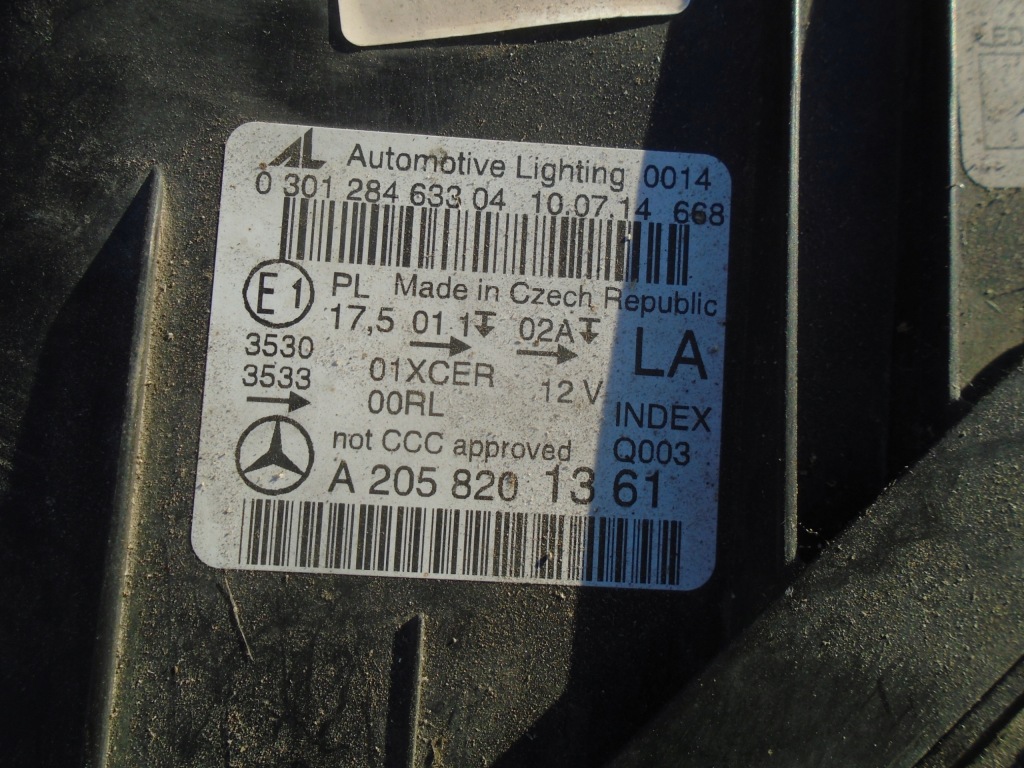 AL Automotive Lighting 0014
0 301 284 633 04 10.07.14 668
E1 PL Made in Czech Republic
17,5 01 1 02A LA
3530
3533 01XCER 12 V
00RL INDEX
not CCC approved Q003
A 205 820 13 61